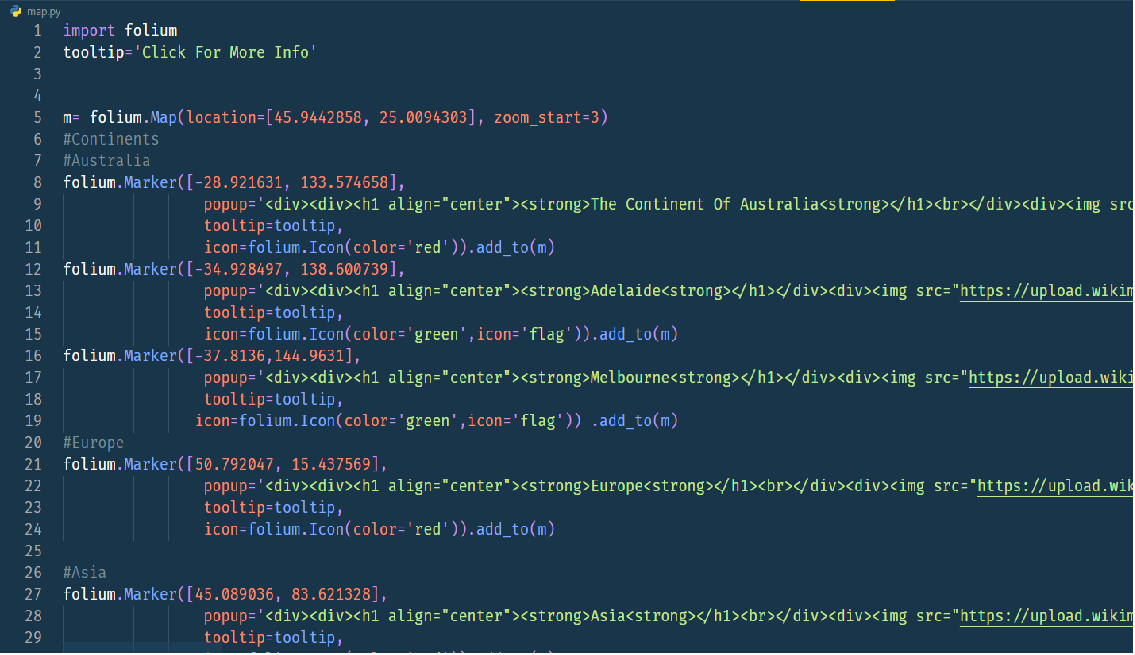 map.py
1 import folium
2 tooltip='Click For More Info'
3
4
5 m= folium.Map(location=[45.9442858, 25.0094303], zoom_start=3)
6 #Continents
7 #Australia
8 folium.Marker([-28.921631, 133.574658],
9 popup='<div><div><h1 align="center"><strong>The Continent Of Australia<strong></h1><br></div><div><img src
10 tooltip=tooltip,
11 icon=folium.Icon(color='red')).add_to(m)
12 folium.Marker([-34.928497, 138.600739],
13 popup='<div><div><h1 align="center"><strong>Adelaide<strong></h1></div><div><img src="https://upload.wikim
14 tooltip=tooltip,
15 icon=folium.Icon(color='green',icon='flag')).add_to(m)
16 folium.Marker([-37.8136,144.9631],
17 popup='<div><div><h1 align="center"><strong>Melbourne<strong></h1></div><div><img src="https://upload.wiki
18 tooltip=tooltip,
19 icon=folium.Icon(color='green',icon='flag')) .add_to(m)
20 #Europe
21 folium.Marker([50.792047, 15.437569],
22 popup='<div><div><h1 align="center"><strong>Europe<strong></h1><br></div><div><img src="https://upload.wik
23 tooltip=tooltip,
24 icon=folium.Icon(color='red')).add_to(m)
25
26 #Asia
27 folium.Marker([45.089036, 83.621328],
28 popup='<div><div><h1 align="center"><strong>Asia<strong></h1><br></div><div><img src="https://upload.wikim
29 tooltip=tooltip,